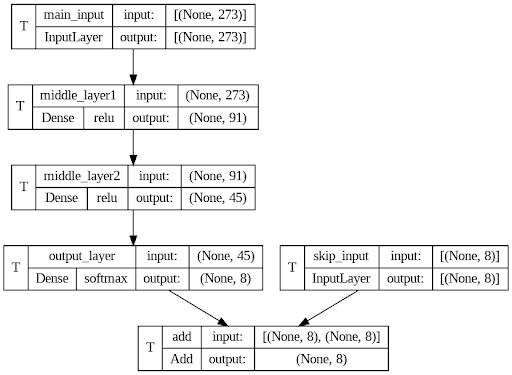 T main_input input: [(None, 273)]
InputLayer output: [(None, 273)]
T middle_layer1 input: (None, 273)
Dense relu output: (None, 91)
T middle_layer2 input: (None, 91)
Dense relu output: (None, 45)
T output_layer input: (None, 45)
Dense softmax output: (None, 8)
T skip_input input: [(None, 8)]
InputLayer output: [(None, 8)]
T add input: [(None, 8), (None, 8)]
Add output: (None, 8)